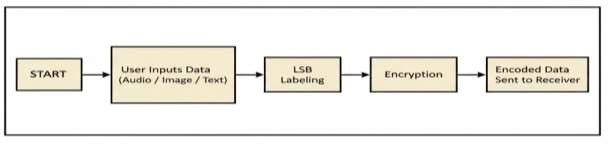 START
User Inputs Data
(Audio / Image / Text)
LSB
Labeling
Encryption
Encoded Data
Sent to Receiver